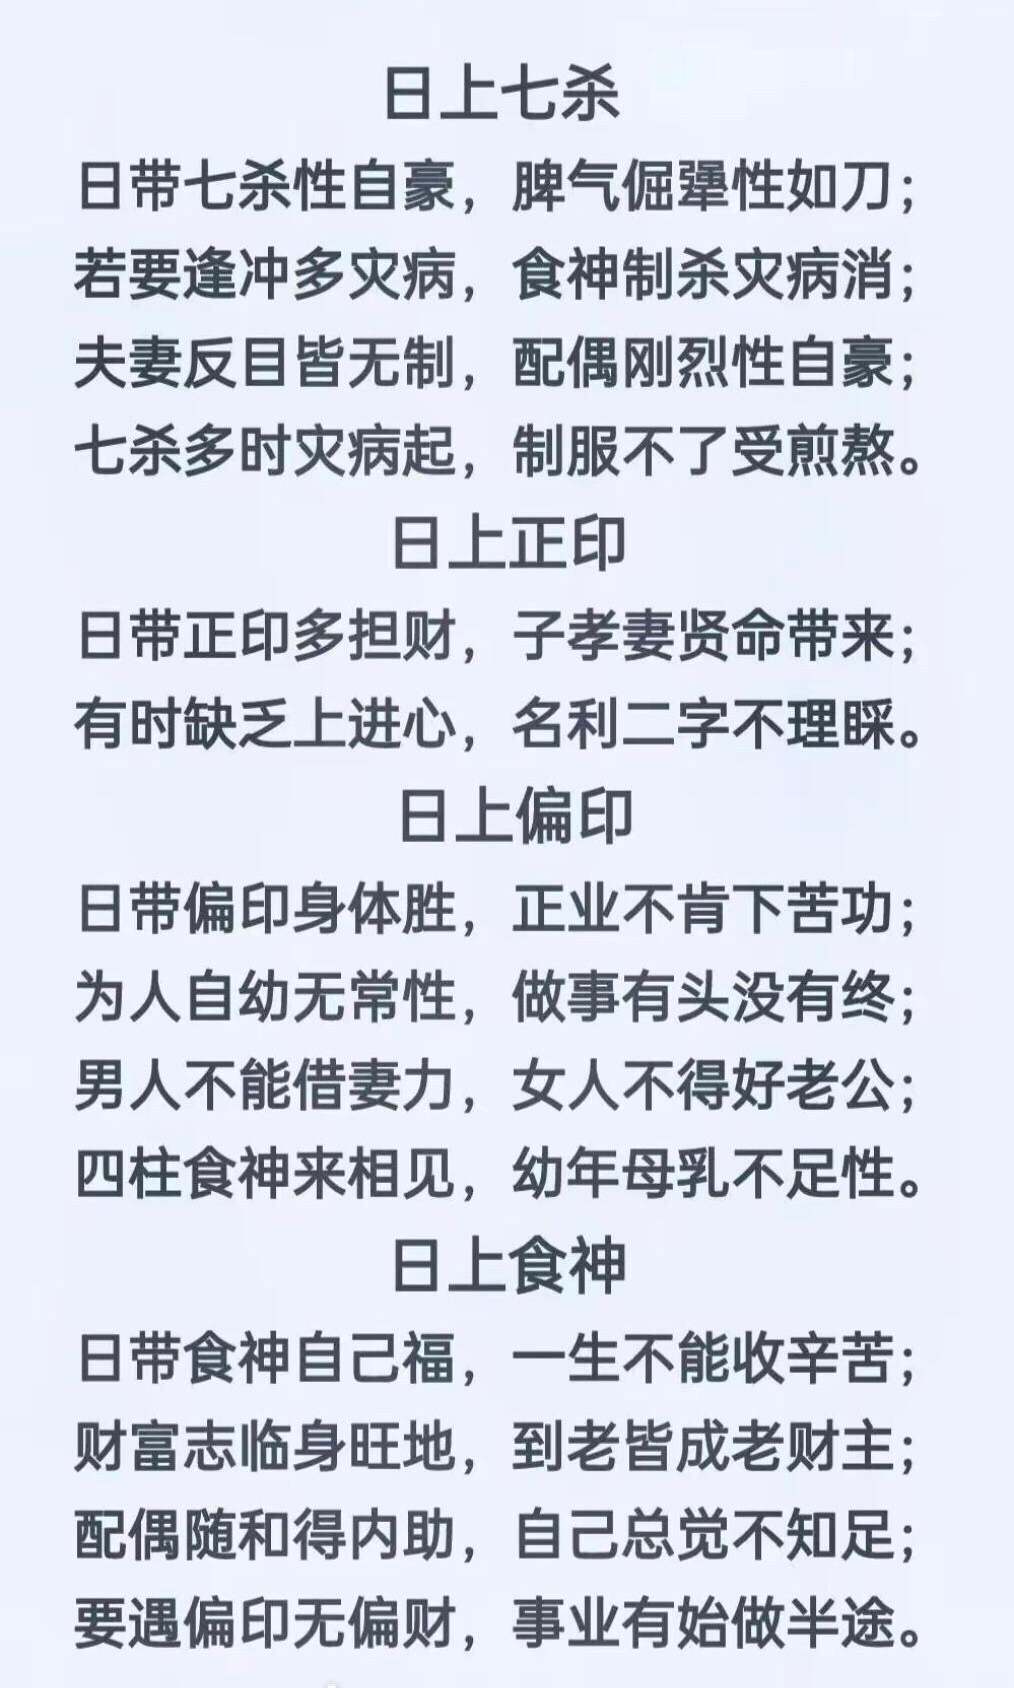 日上七杀
日带七杀性自豪，脾气倔犟性如刀；
若要逢冲多灾病，食神制杀灾病消；
夫妻反目皆无制，配偶刚烈性自豪；
七杀多时灾病起，制服不了受煎熬。
日上正印
日带正印多担财，子孝妻贤命带来；
有时缺乏上进心，名利二字不理睬。
日上偏印
日带偏印身体胜，正业不肯下苦功；
为人自幼无常性，做事有头没有终；
男人不能借妻力，女人不得好老公；
四柱食神来相见，幼年母乳不足性。
日上食神
日带食神自己福，一生不能收辛苦；
财富志临身旺地，到老皆成老财主；
配偶随和得内助，自己总觉不知足；
要遇偏印无偏财，事业有始做半途。